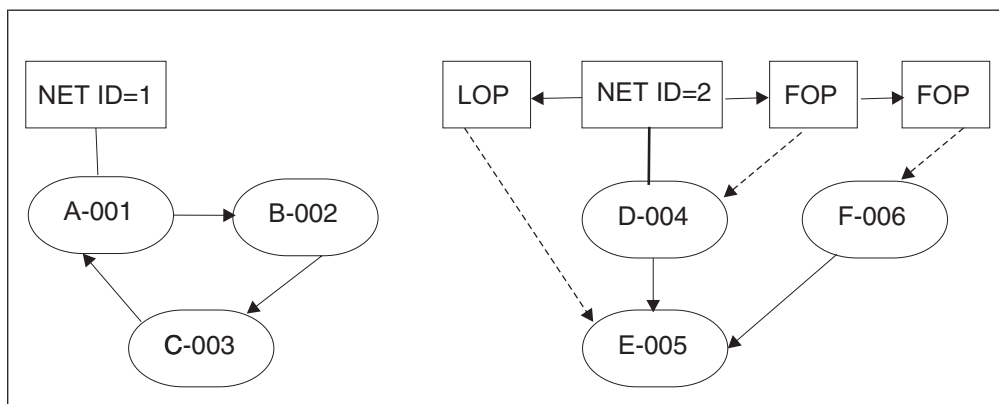 NET ID=1
LOP
NET ID=2
FOP
FOP
A-001
B-002
D-004
F-006
C-003
E-005